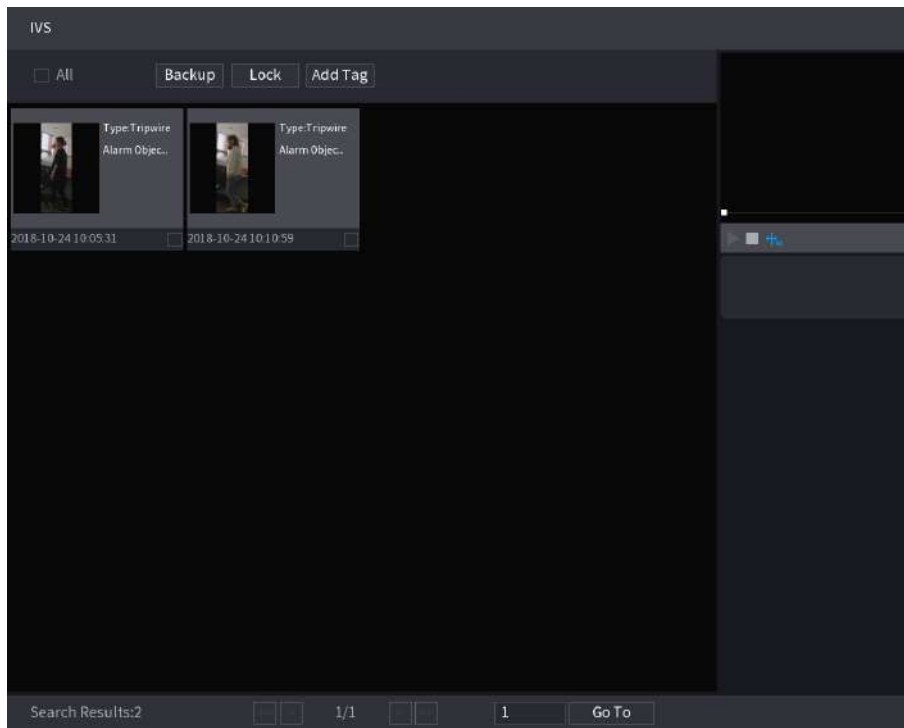 IVS
All Backup Lock Add Tag
Type:Tripwire
Alarm Objec..
2018-10-24 10:05:31
Type:Tripwire
Alarm Objec..
2018-10-24 10:10:59
Search Results:2 1/1 1 Go To